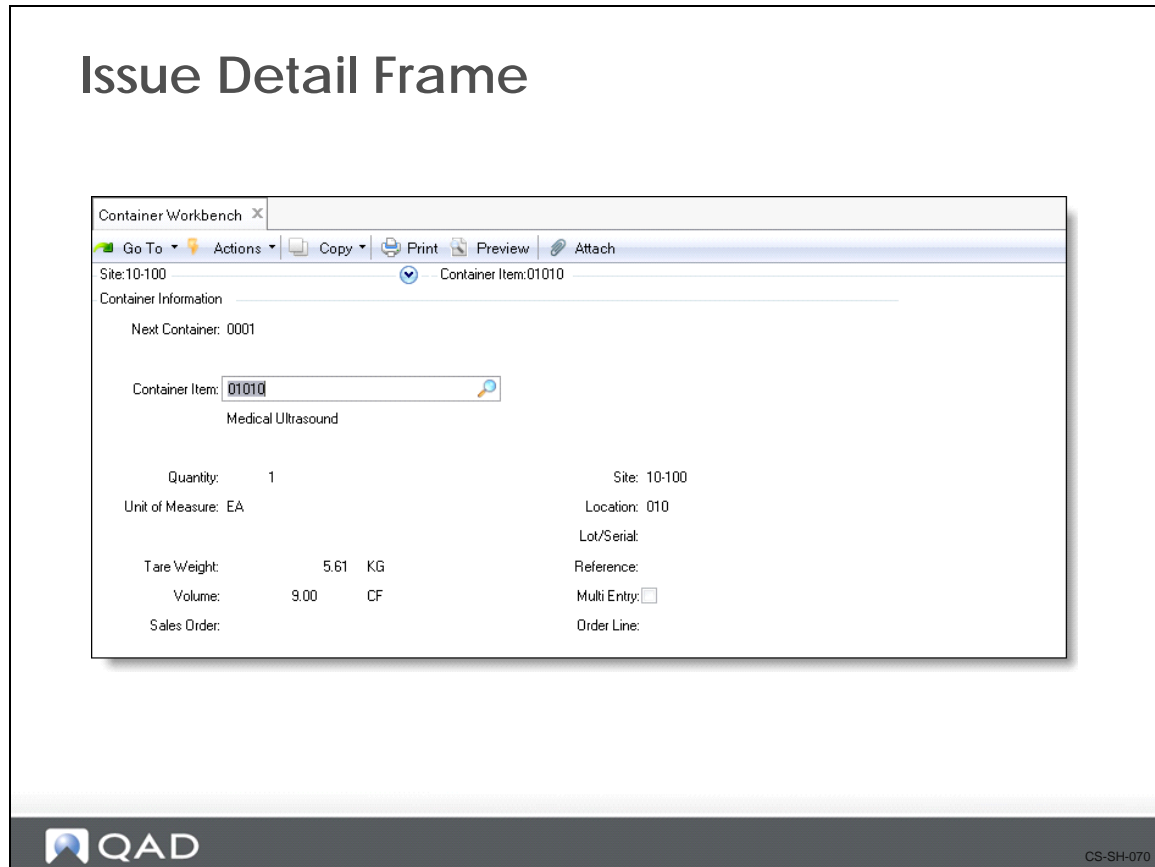 Issue Detail Frame
Container Workbench
Go To Actions Copy Print Preview Attach
Site:10-100 Container Item:01010
Container Information
Next Container: 0001
Container Item: 01010
Medical Ultrasound
Quantity: 1 Site: 10-100
Unit of Measure: EA Location: 010
Lot/Serial:
Tare Weight: 5.61 KG Reference:
Volume: 9.00 CF Multi Entry:
Sales Order: Order Line:
QAD
CS-SH-070